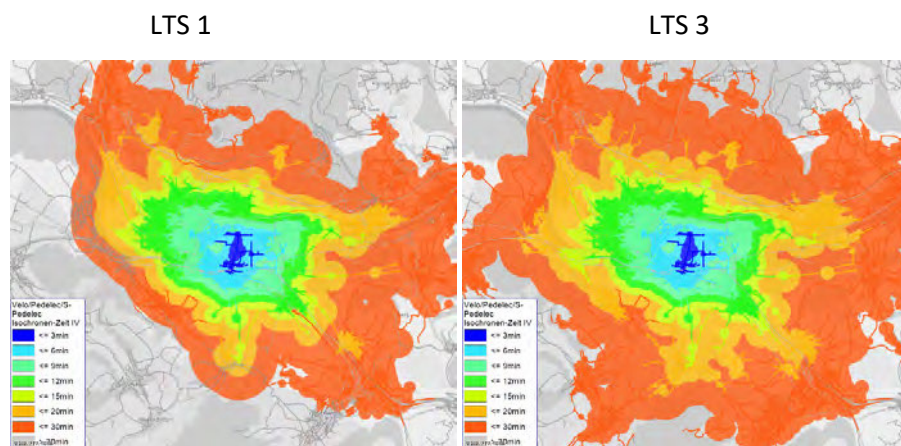 LTS 1
LTS 3
Velo/Pedelec/S-
Pedelec
Isochronen-Zeit IV
<= 3min
<= 6min
<= 9min
<= 12min
<= 15min
<= 20min
<= 30min
Velo/Pedelec/S-
Pedelec
Isochronen-Zeit IV
<= 3min
<= 6min
<= 9min
<= 12min
<= 15min
<= 20min
<= 30min